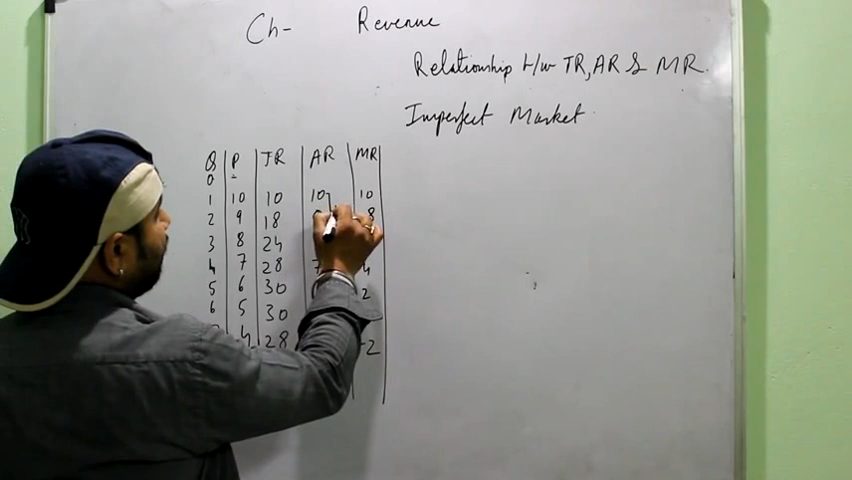 Ch- Revenue
Relationship b/w TR, AR & MR.
Imperfect Market.
Q P TR AR MR
0 -
1 10 10 10 10
2 9 18 8
3 8 24
4 7 28 7 4
5 6 30 2
6 5 30
4 28 -2